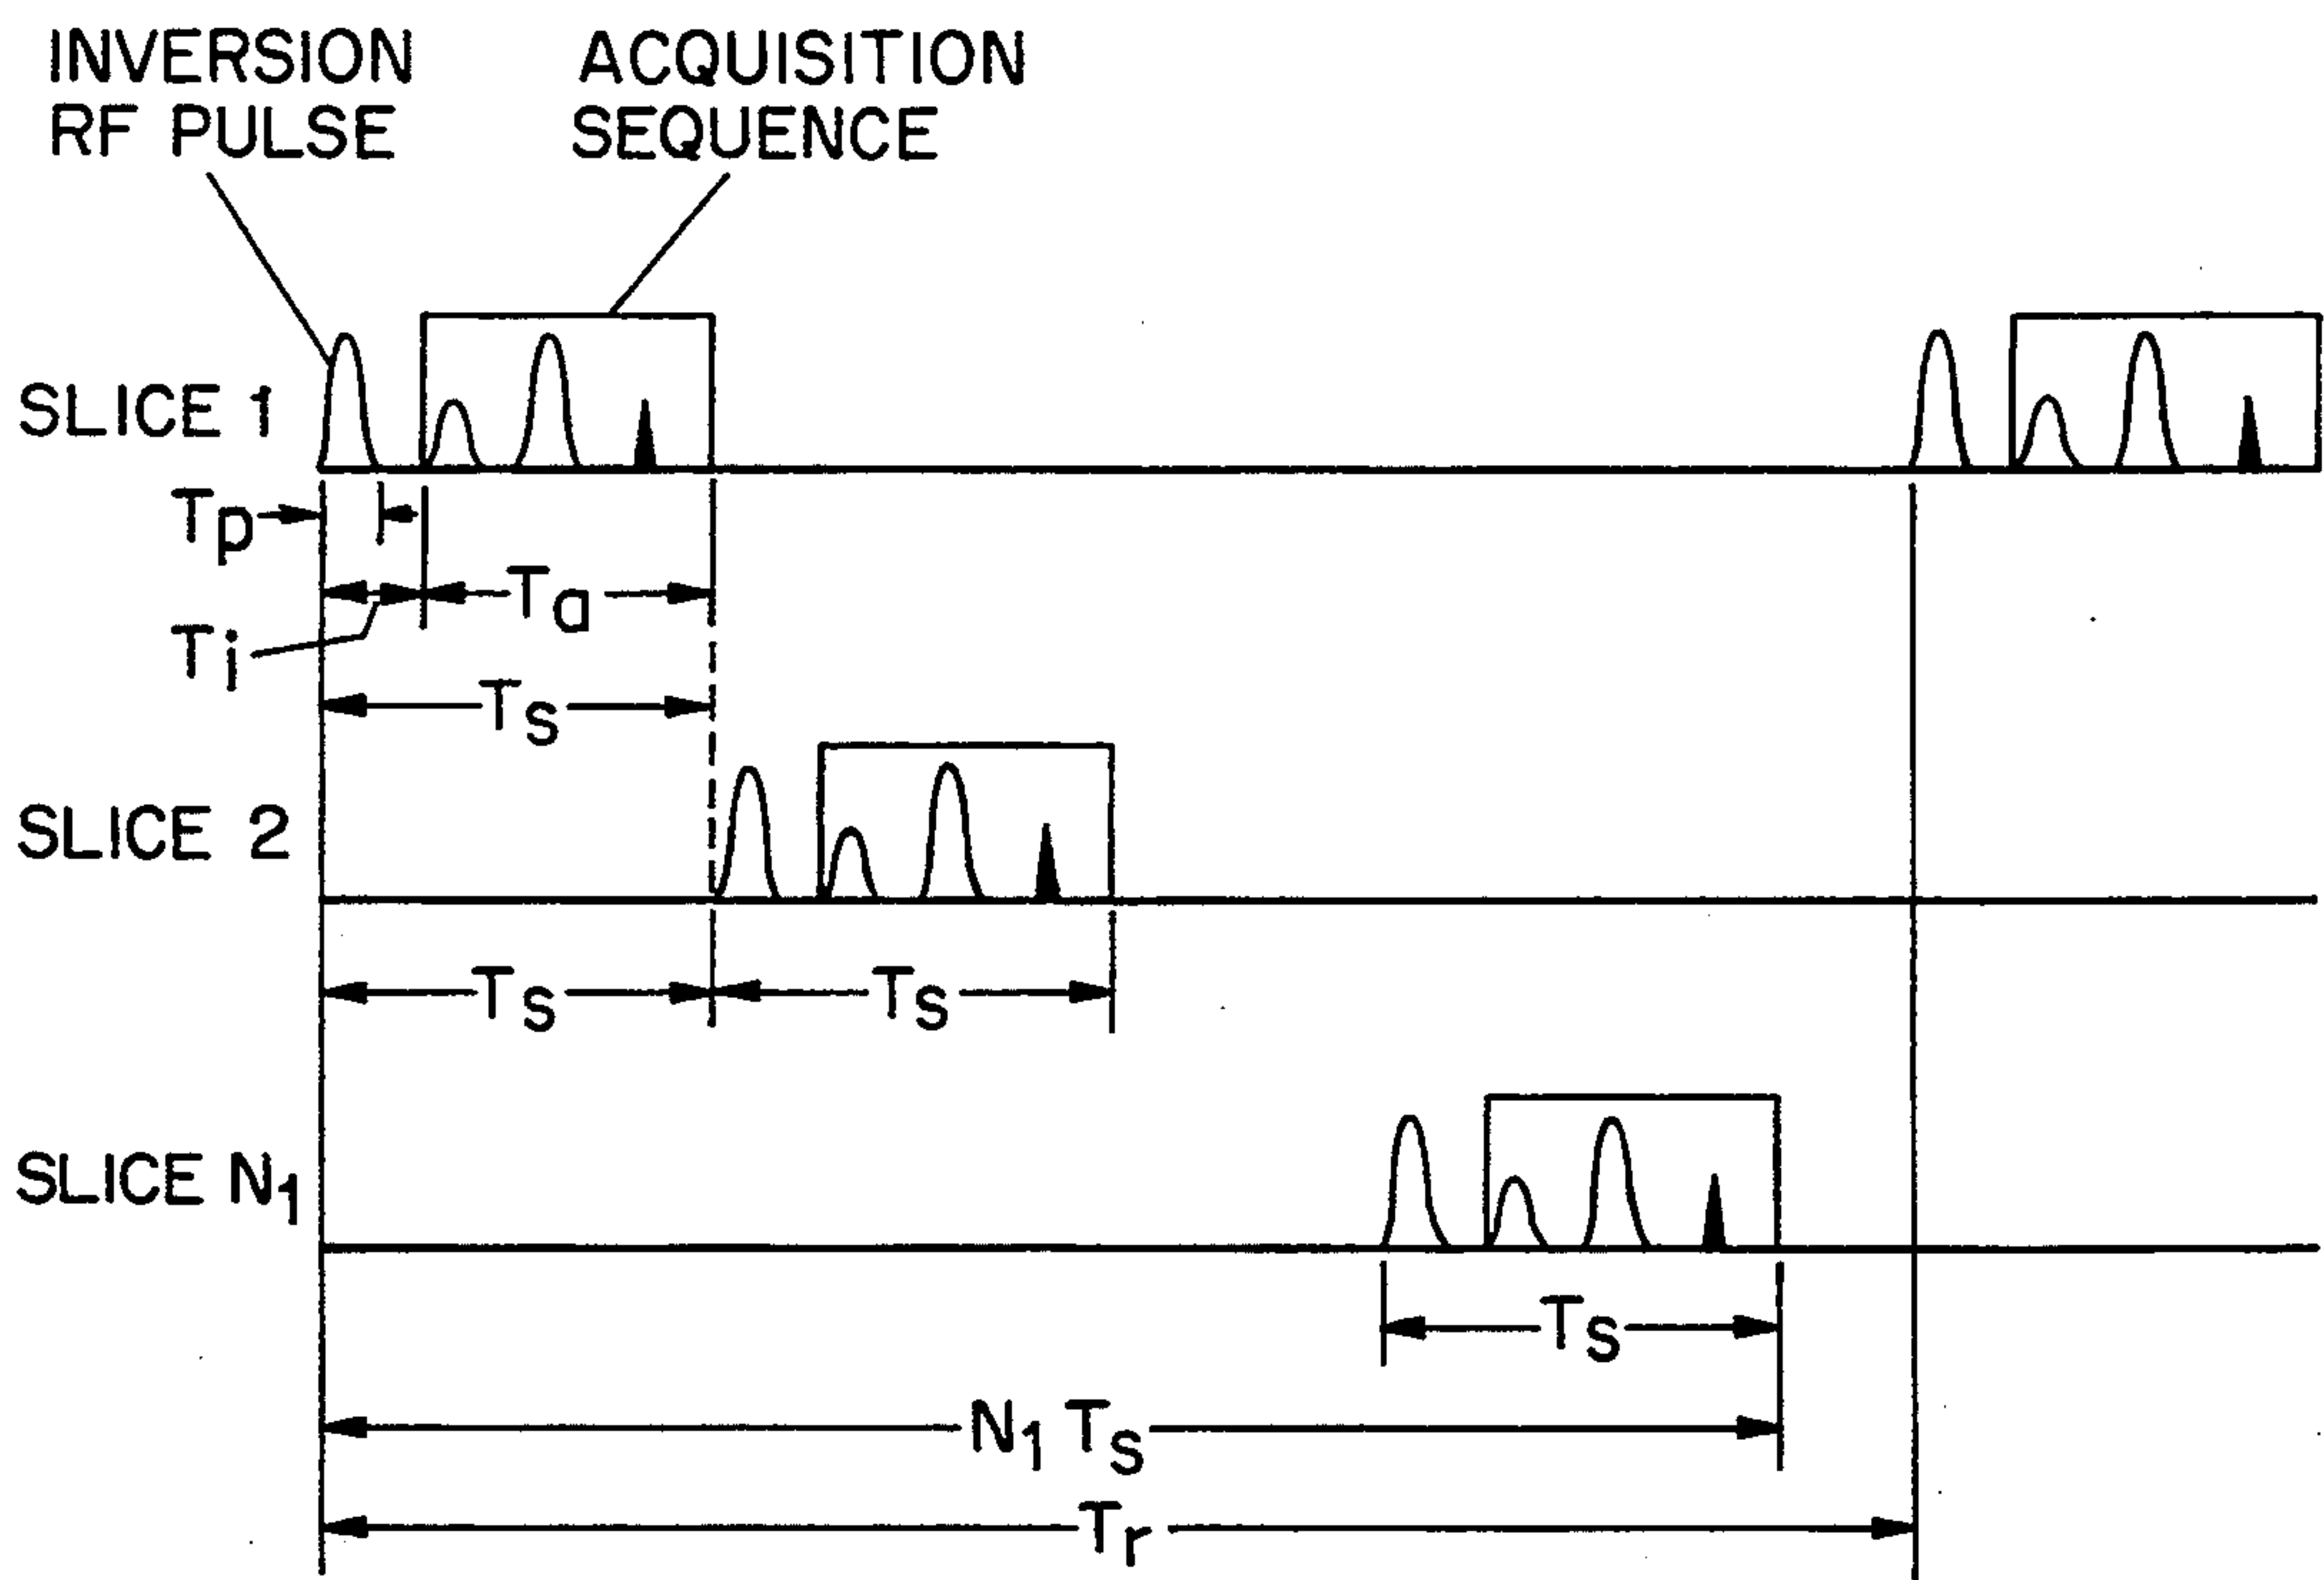 INVERSION
RF PULSE
ACQUISITION
SEQUENCE
SLICE 1
Tp
Ta
Ti
Ts
SLICE 2
Ts
Ts
SLICE N1
Ts
N1 Ts
Tr